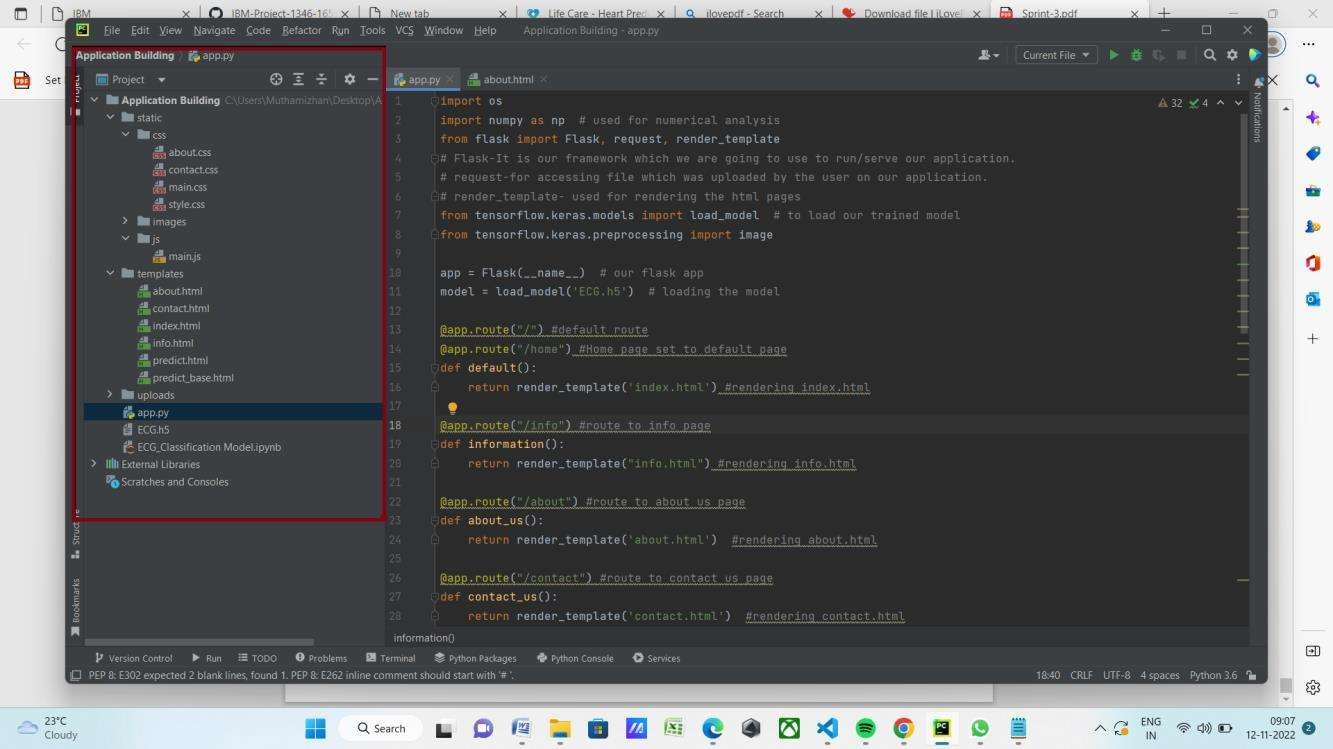 IBM
IBM-Project-1346-165
New tab
Life Care - Heart Pred
ilovepdf - Search
Download file | iLoveI
Sprint-3.pdf
File Edit View Navigate Code Refactor Run Tools VCS Window Help Application Building - app.py
Application Building app.py
Current File
Set
Project
Project
app.py
about.html
Application Building C:\Users\Muthamizhan\Desktop\A
static
css
about.css
contact.css
main.css
style.css
images
js
main.js
templates
about.html
contact.html
index.html
info.html
predict.html
predict_base.html
uploads
app.py
ECG.h5
ECG_Classification Model.ipynb
External Libraries
Scratches and Consoles
Bookmarks
32 4
Notifications
1 import os
2 import numpy as np # used for numerical analysis
3 from flask import Flask, request, render_template
4 # Flask-It is our framework which we are going to use to run/serve our application.
5 # request-for accessing file which was uploaded by the user on our application.
6 # render_template- used for rendering the html pages
7 from tensorflow.keras.models import load_model # to load our trained model
8 from tensorflow.keras.preprocessing import image
9
10 app = Flask(__name__) # our flask app
11 model = load_model('ECG.h5') # loading the model
12
13 @app.route("/") #default route
14 @app.route("/home") #Home page set to default page
15 def default():
16 return render_template('index.html') #rendering index.html
17
18 @app.route("/info") #route to info page
19 def information():
20 return render_template("info.html") #rendering info.html
21
22 @app.route("/about") #route to about us page
23 def about_us():
24 return render_template('about.html') #rendering about.html
25
26 @app.route("/contact") #route to contact us page
27 def contact_us():
28 return render_template('contact.html') #rendering contact.html
information()
Version Control Run TODO Problems Terminal Python Packages Python Console Services
PEP 8: E302 expected 2 blank lines, found 1. PEP 8: E262 inline comment should start with '# '. 18:40 CRLF UTF-8 4 spaces Python 3.6
23°C
Cloudy
Search
ENG
IN
09:07
12-11-2022
2